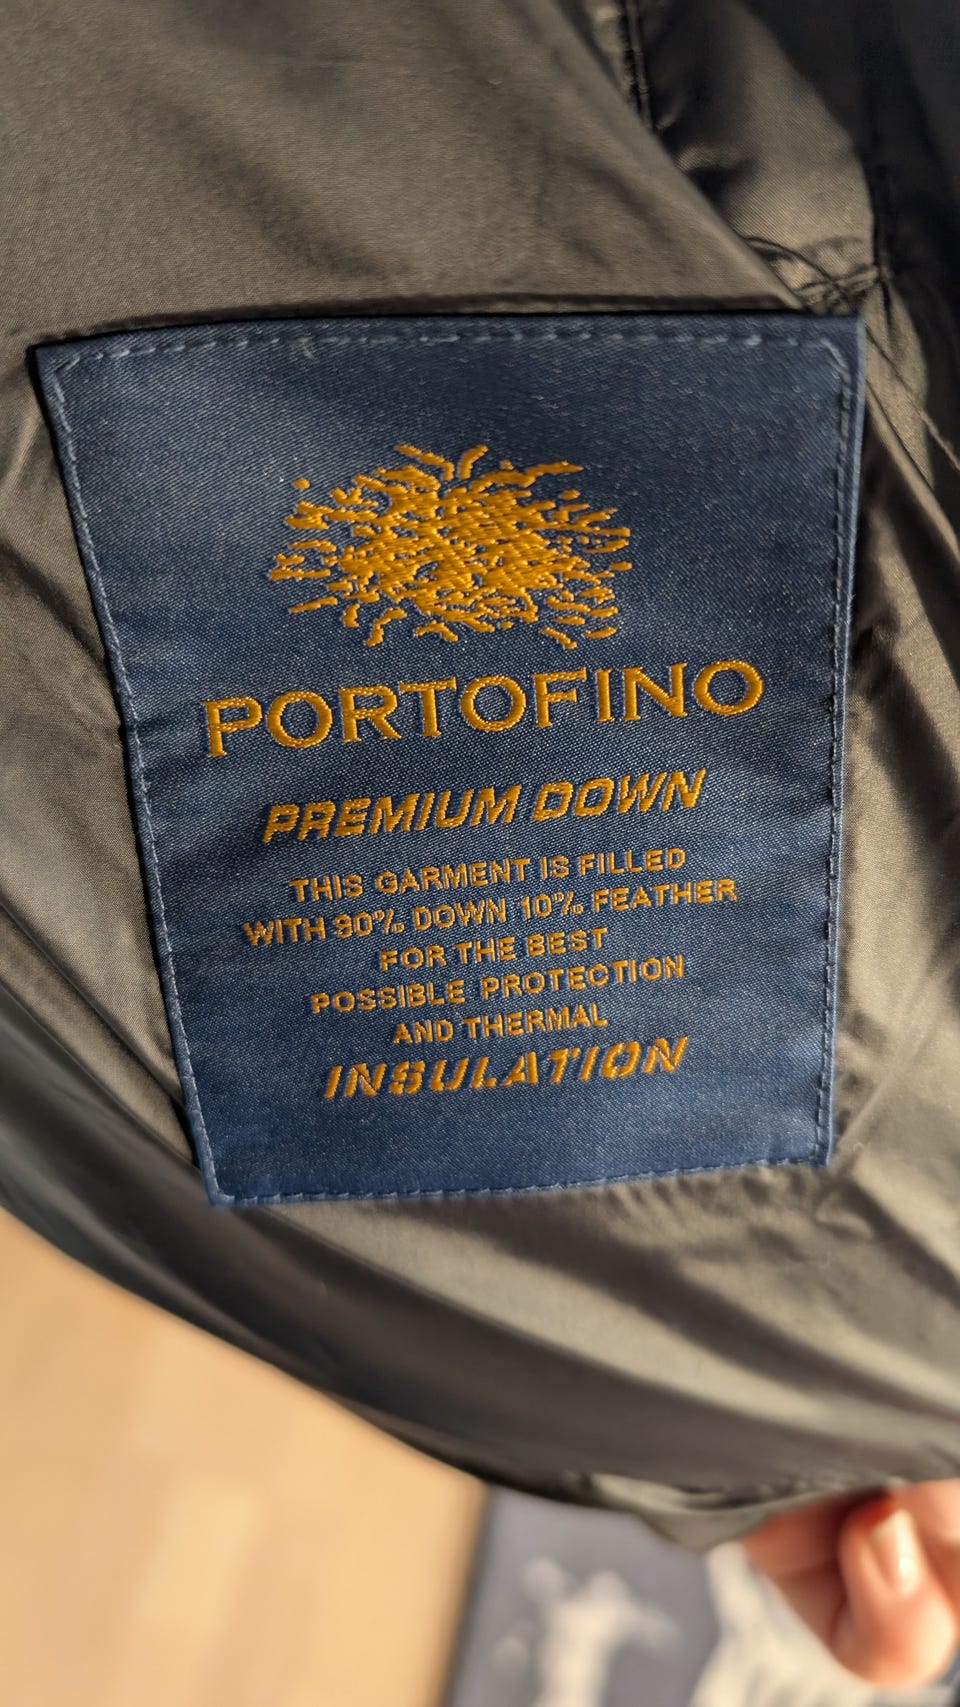 PORTOFINO
PREMIUM DOWN
THIS GARMENT IS FILLED
WITH 90% DOWN 10% FEATHER
FOR THE BEST
POSSIBLE PROTECTION
AND THERMAL
INSULATION